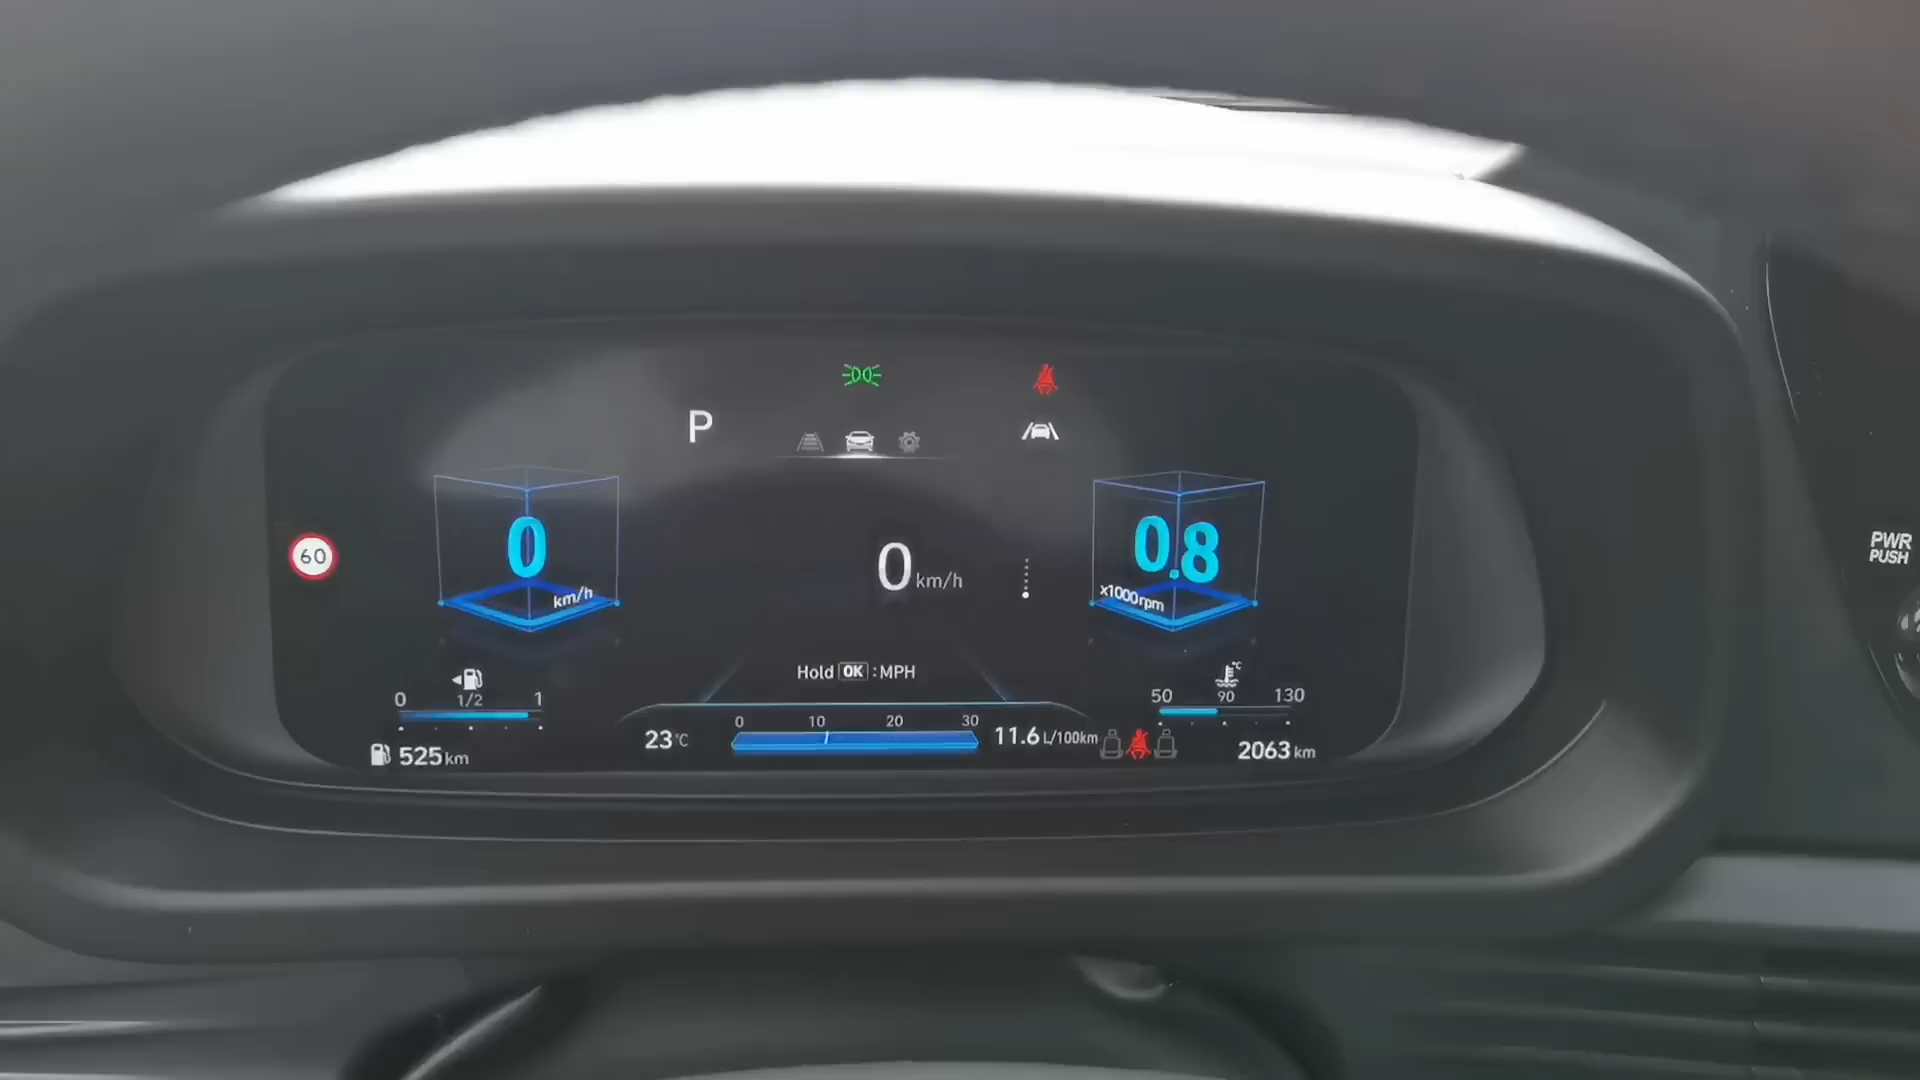 P
60
0
km/h
0 km/h
0.8
x1000rpm
PWR
PUSH
Hold OK : MPH
0 1/2 1
525 km
23°C
0 10 20 30
11.6 L/100km
°C
50 90 130
2063 km